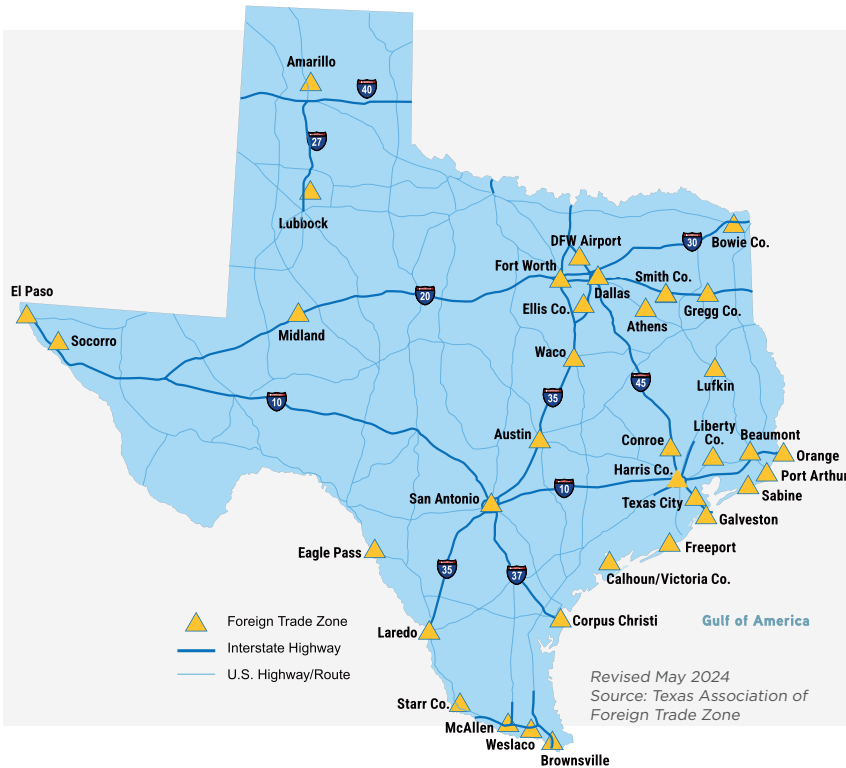 Amarillo
40
27
Lubbock
DFW Airport
30
Bowie Co.
Fort Worth
Smith Co.
El Paso
20
Dallas
Ellis Co.
Gregg Co.
Athens
Midland
Socorro
Waco
45
Lufkin
35
10
Liberty
Co.
Austin
Conroe
Beaumont
Orange
Harris Co.
Port Arthur
10
Sabine
San Antonio
Texas City
Galveston
Eagle Pass
Freeport
35
37
Calhoun/Victoria Co.
Foreign Trade Zone
Corpus Christi
Gulf of America
Laredo
Interstate Highway
U.S. Highway/Route
Revised May 2024
Source: Texas Association of
Foreign Trade Zone
Starr Co.
McAllen
Weslaco
Brownsville